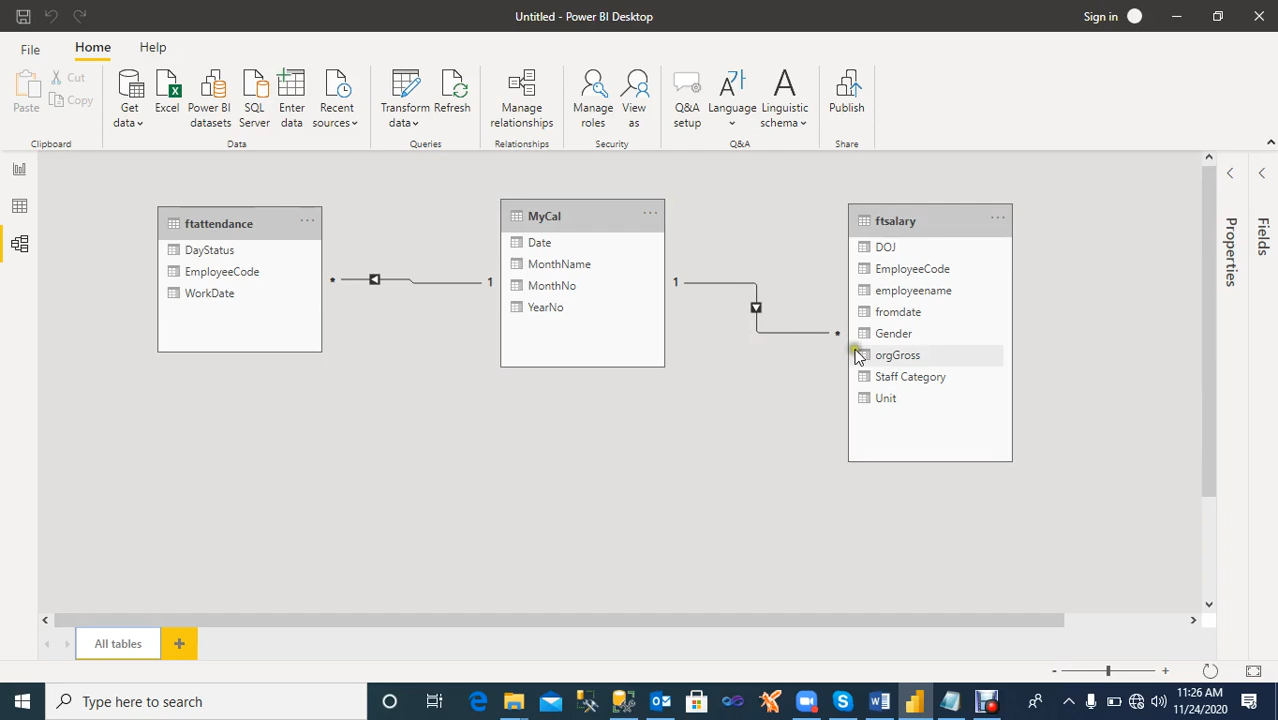 Untitled - Power BI Desktop
Sign in
File
Home
Help
Paste
Cut
Copy
Clipboard
Get data
Excel
Power BI datasets
SQL Server
Enter data
Recent sources
Data
Transform data
Refresh
Queries
Manage relationships
Relationships
Manage roles
View as
Security
Q&A setup
Language
Linguistic schema
Q&A
Publish
Share
ftattendance
DayStatus
EmployeeCode
WorkDate
*
1
MyCal
Date
MonthName
MonthNo
YearNo
1
*
ftsalary
DOJ
EmployeeCode
employeename
fromdate
Gender
orgGross
Staff Category
Unit
Properties
Fields
All tables
Type here to search
11:26 AM
11/24/2020